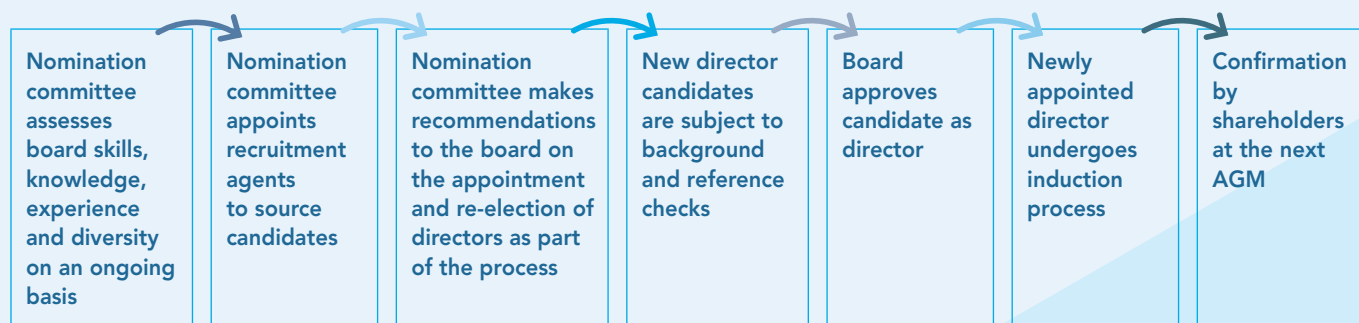 Nomination
committee
assesses
board skills,
knowledge,
experience
and diversity
on an ongoing
basis
Nomination
committee
appoints
recruitment
agents
to source
candidates
Nomination
committee makes
recommendations
to the board on
the appointment
and re-election of
directors as part
of the process
New director
candidates
are subject to
background
and reference
checks
Board
approves
candidate as
director
Newly
appointed
director
undergoes
induction
process
Confirmation
by
shareholders
at the next
AGM